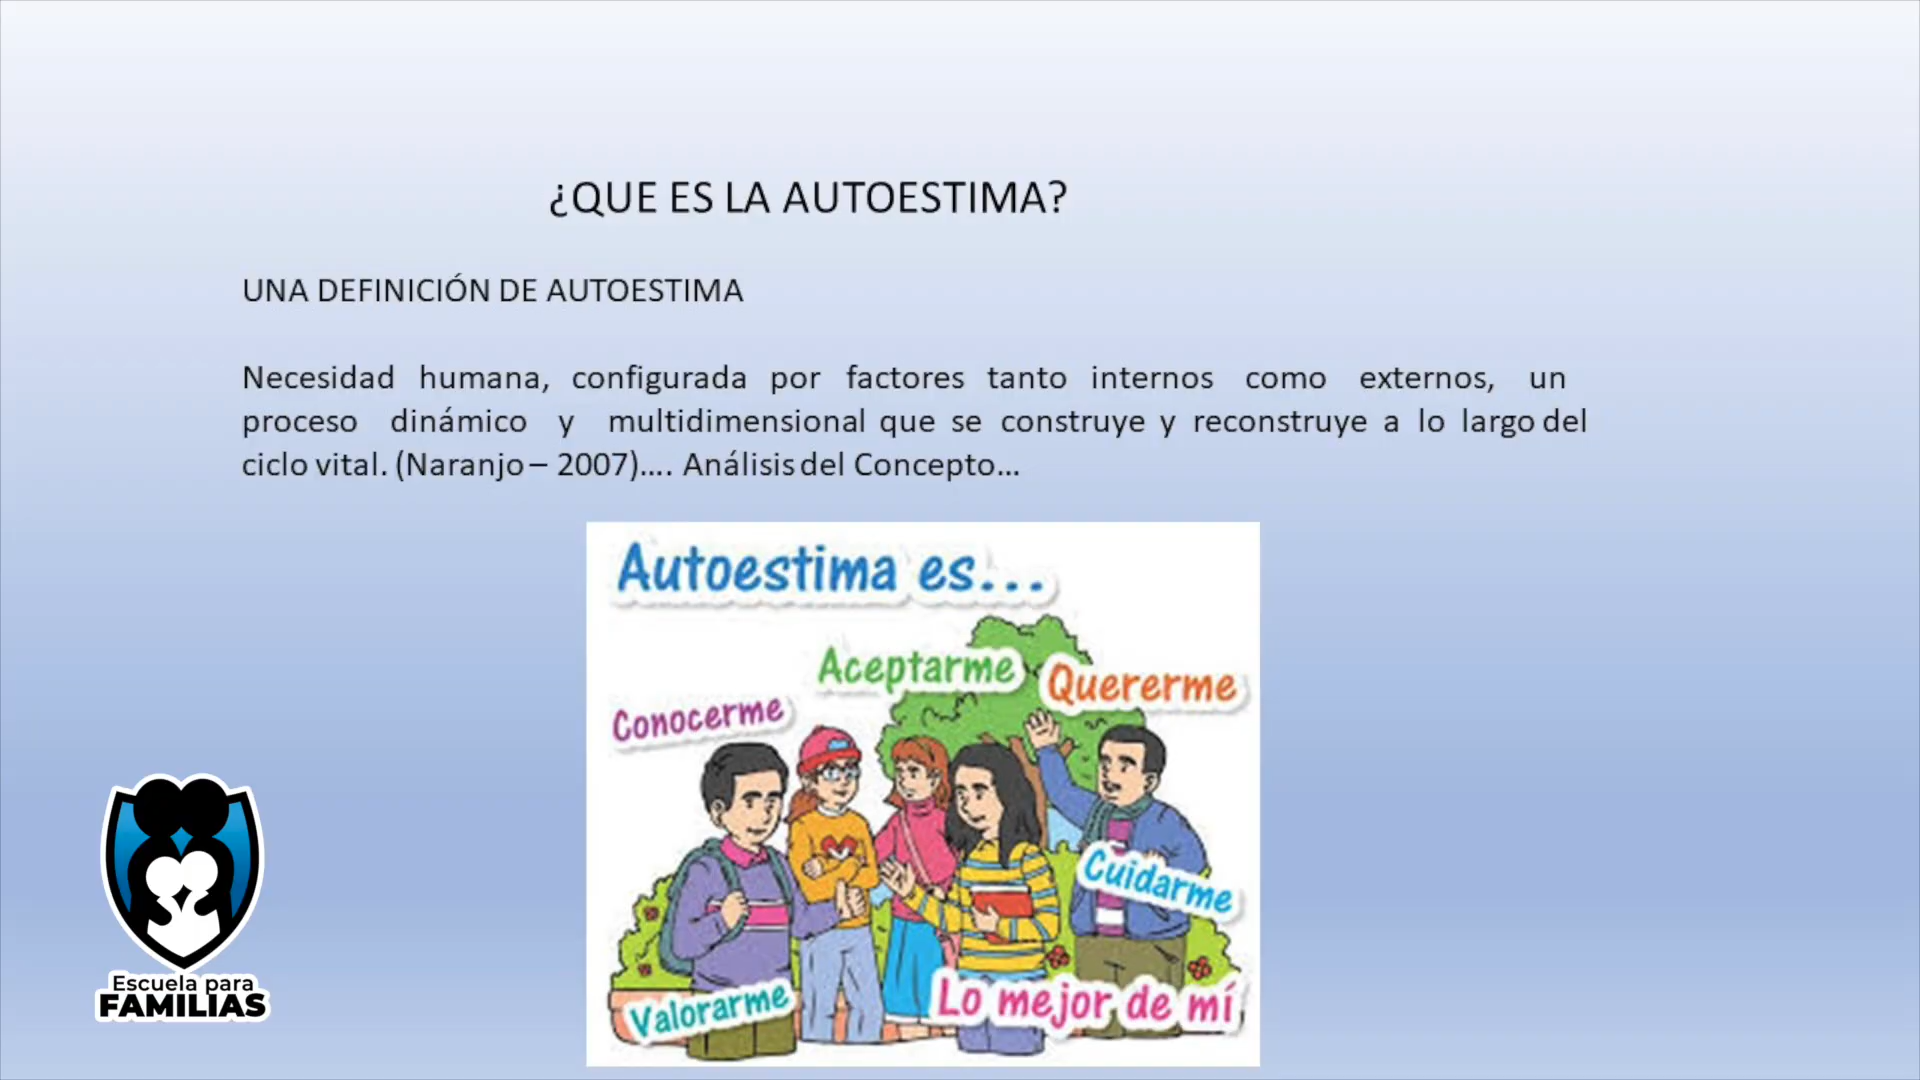 ¿QUE ES LA AUTOESTIMA?
UNA DEFINICIÓN DE AUTOESTIMA
Necesidad humana, configurada por factores tanto internos como externos, un
proceso dinámico y multidimensional que se construye y reconstruye a lo largo del
ciclo vital. (Naranjo – 2007)…. Análisis del Concepto…
Autoestima es...
Aceptarme
Quererme
Conocerme
Cuidarme
Valorarme
Lo mejor de mí
Escuela para
FAMILIAS